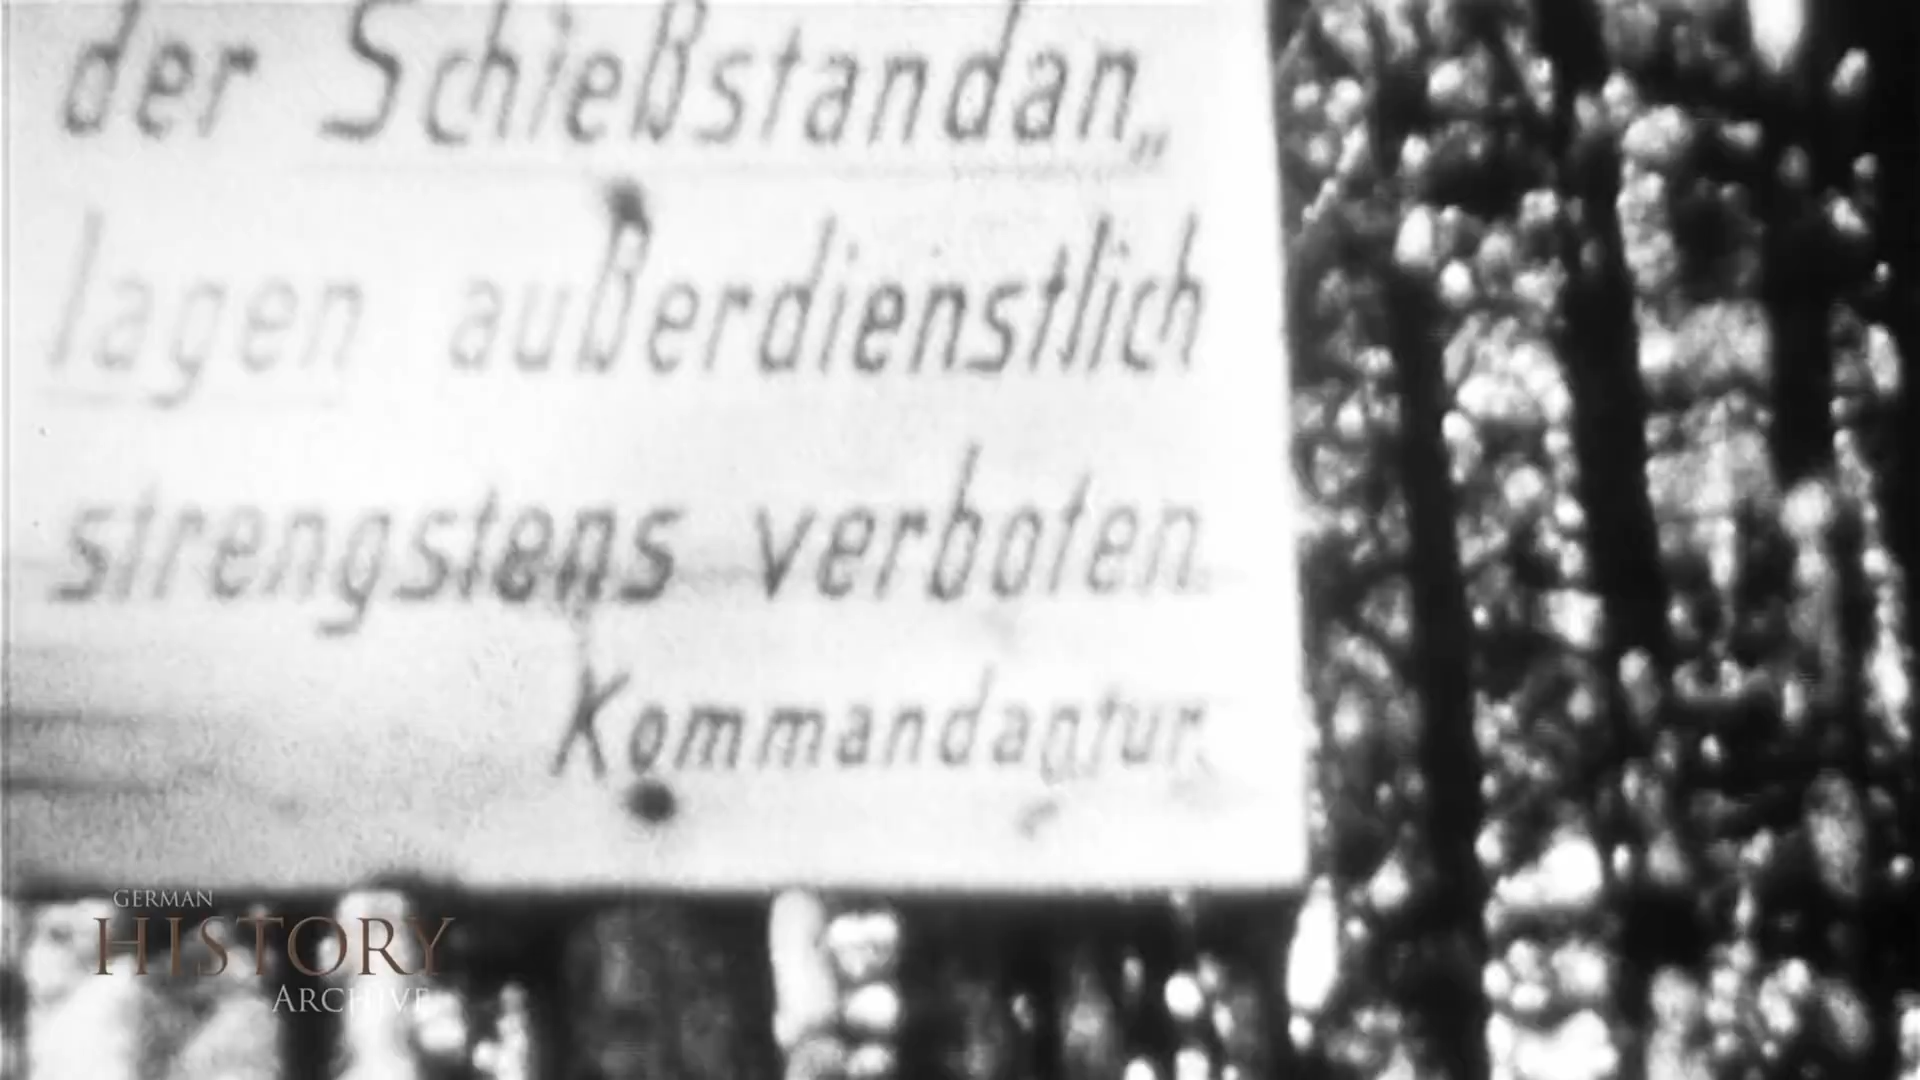 der Schießstandan„
lagen außerdienstlich
strengstens verboten.
Kommandantur.
GERMAN
HISTORY
ARCHIVE